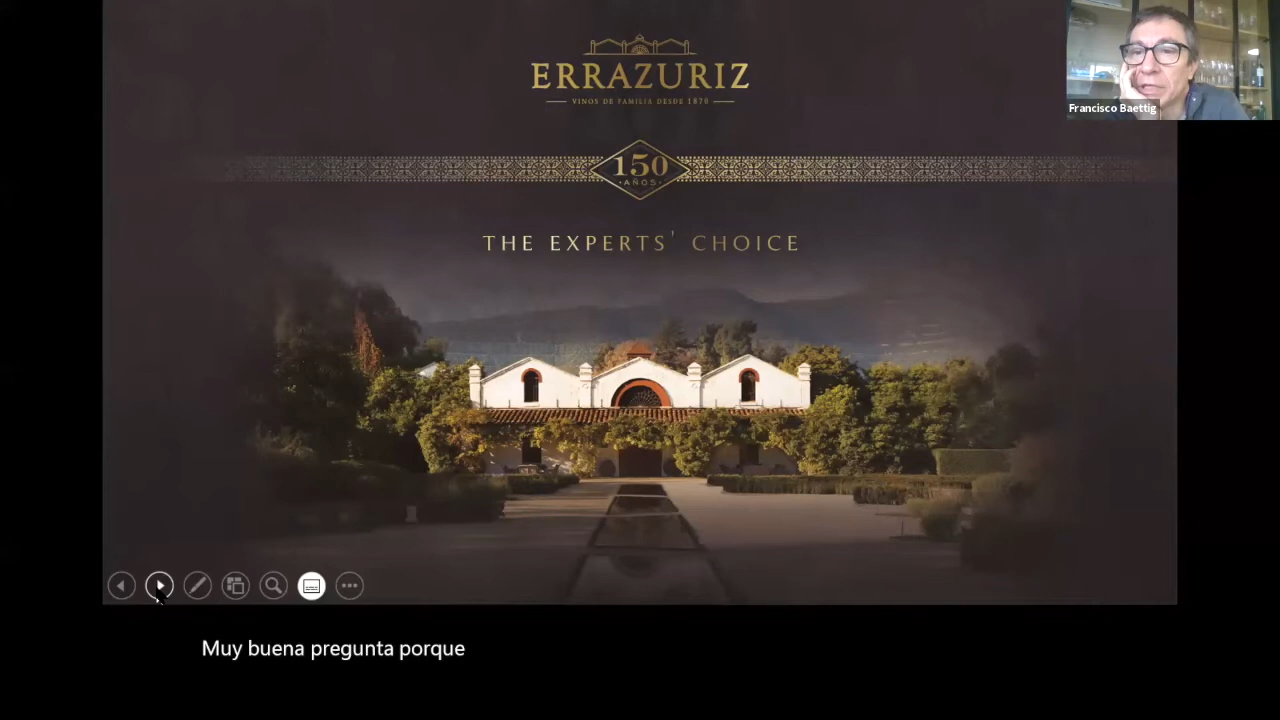 ERRAZURIZ
VINOS DE FAMILIA DESDE 1870
150
·AÑOS·
THE EXPERTS' CHOICE
Francisco Baettig
Muy buena pregunta porque